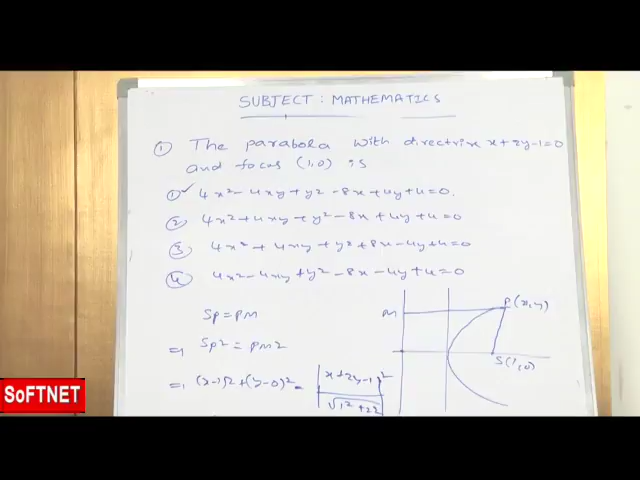 SUBJECT : MATHEMATICS
① The parabola with directrix x+2y-1=0
and focus (1,0) is
① ✓ 4x²-4xy+y²-8x+4y+4=0.
② 4x²+4xy+y²-8x+4y+4=0
③ 4x²+4xy+y²+8x-4y+4=0
④ 4x²-4xy+y²-8x-4y+4=0
SP=PM
⇒ SP²=PM2
⇒ (x-1)2+(y-0)²= |x+2y-1|²/√1²+22
M
P(x,y)
S(1,0)
SoFTNET